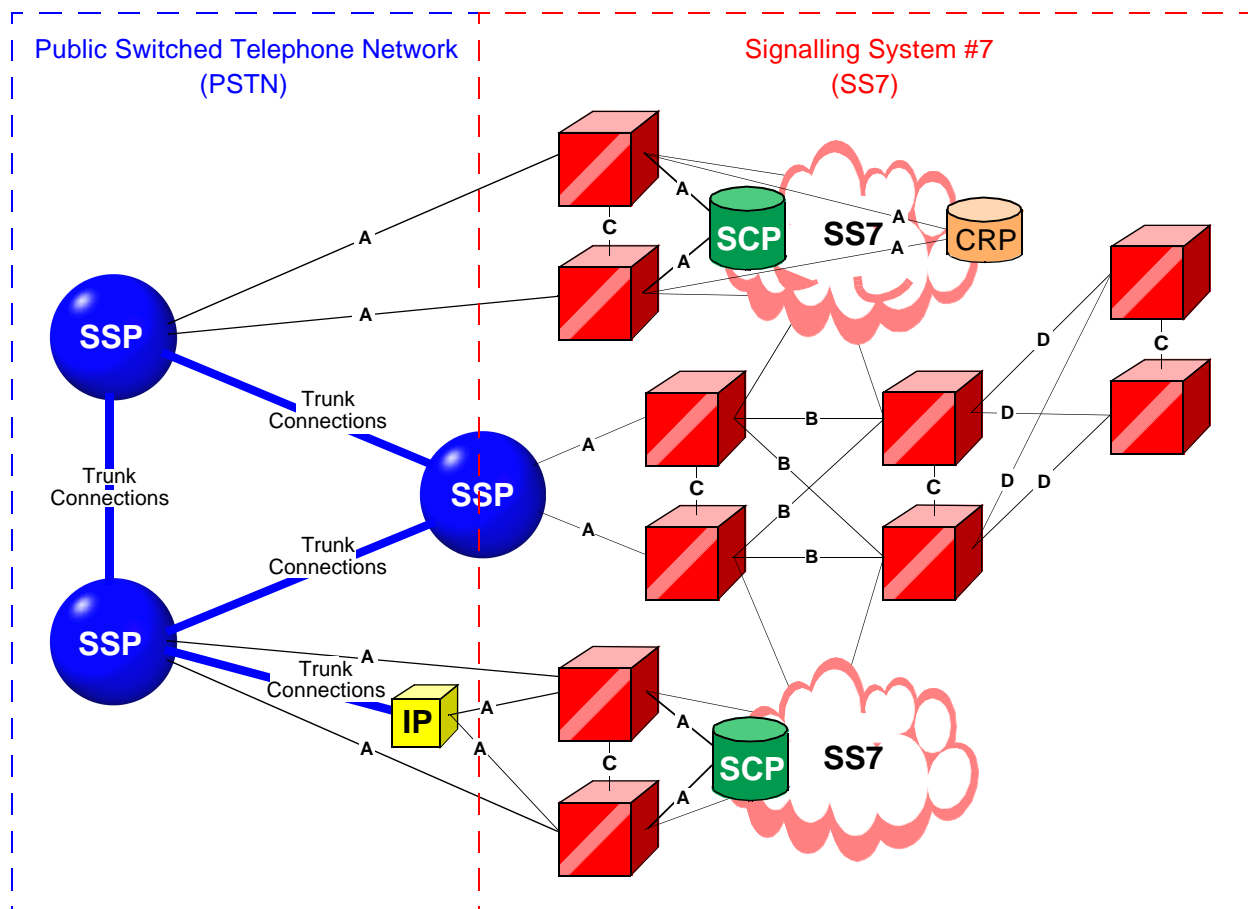 Public Switched Telephone Network
(PSTN)
Signalling System #7
(SS7)
A
SCP
SS7
A
CRP
C
A
A
A
A
SSP
D
C
Trunk
Connections
D
B
A
SSP
B
C
C
D
D
B
A
B
Trunk
Connections
Trunk
Connections
SSP
A
Trunk
Connections
IP
A
A
A
A
C
SCP
SS7
A